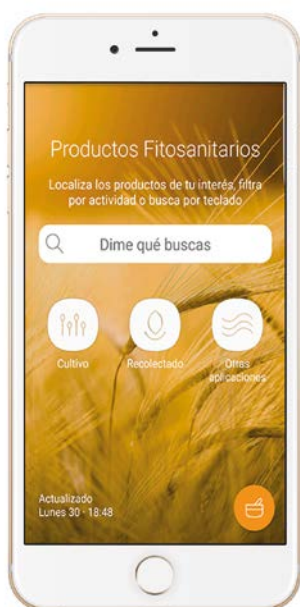 Productos Fitosanitarios
Localiza los productos de tu interés, filtra
por actividad o busca por teclado
Dime qué buscas
Cultivo
Recolectado
Otras
aplicaciones
Actualizado
Lunes 30 - 18:48